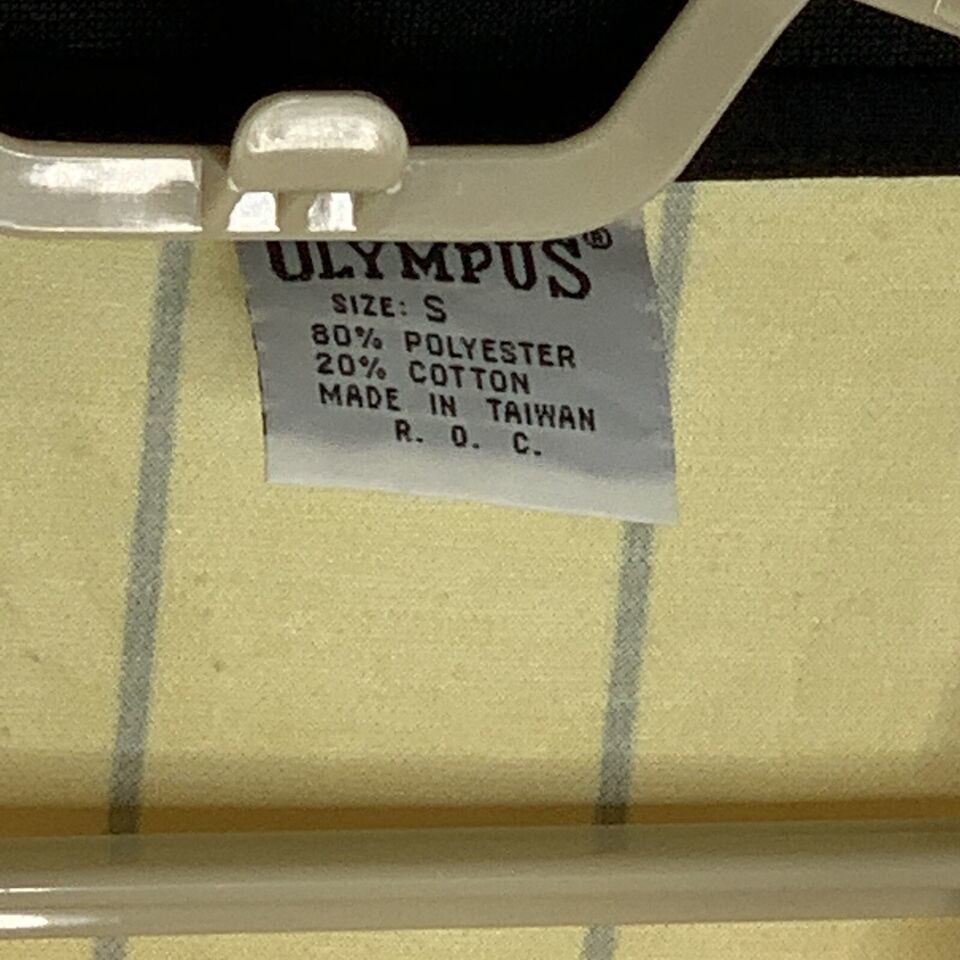 OLYMPUS®
SIZE: S
80% POLYESTER
20% COTTON
MADE IN TAIWAN
R. O. C.